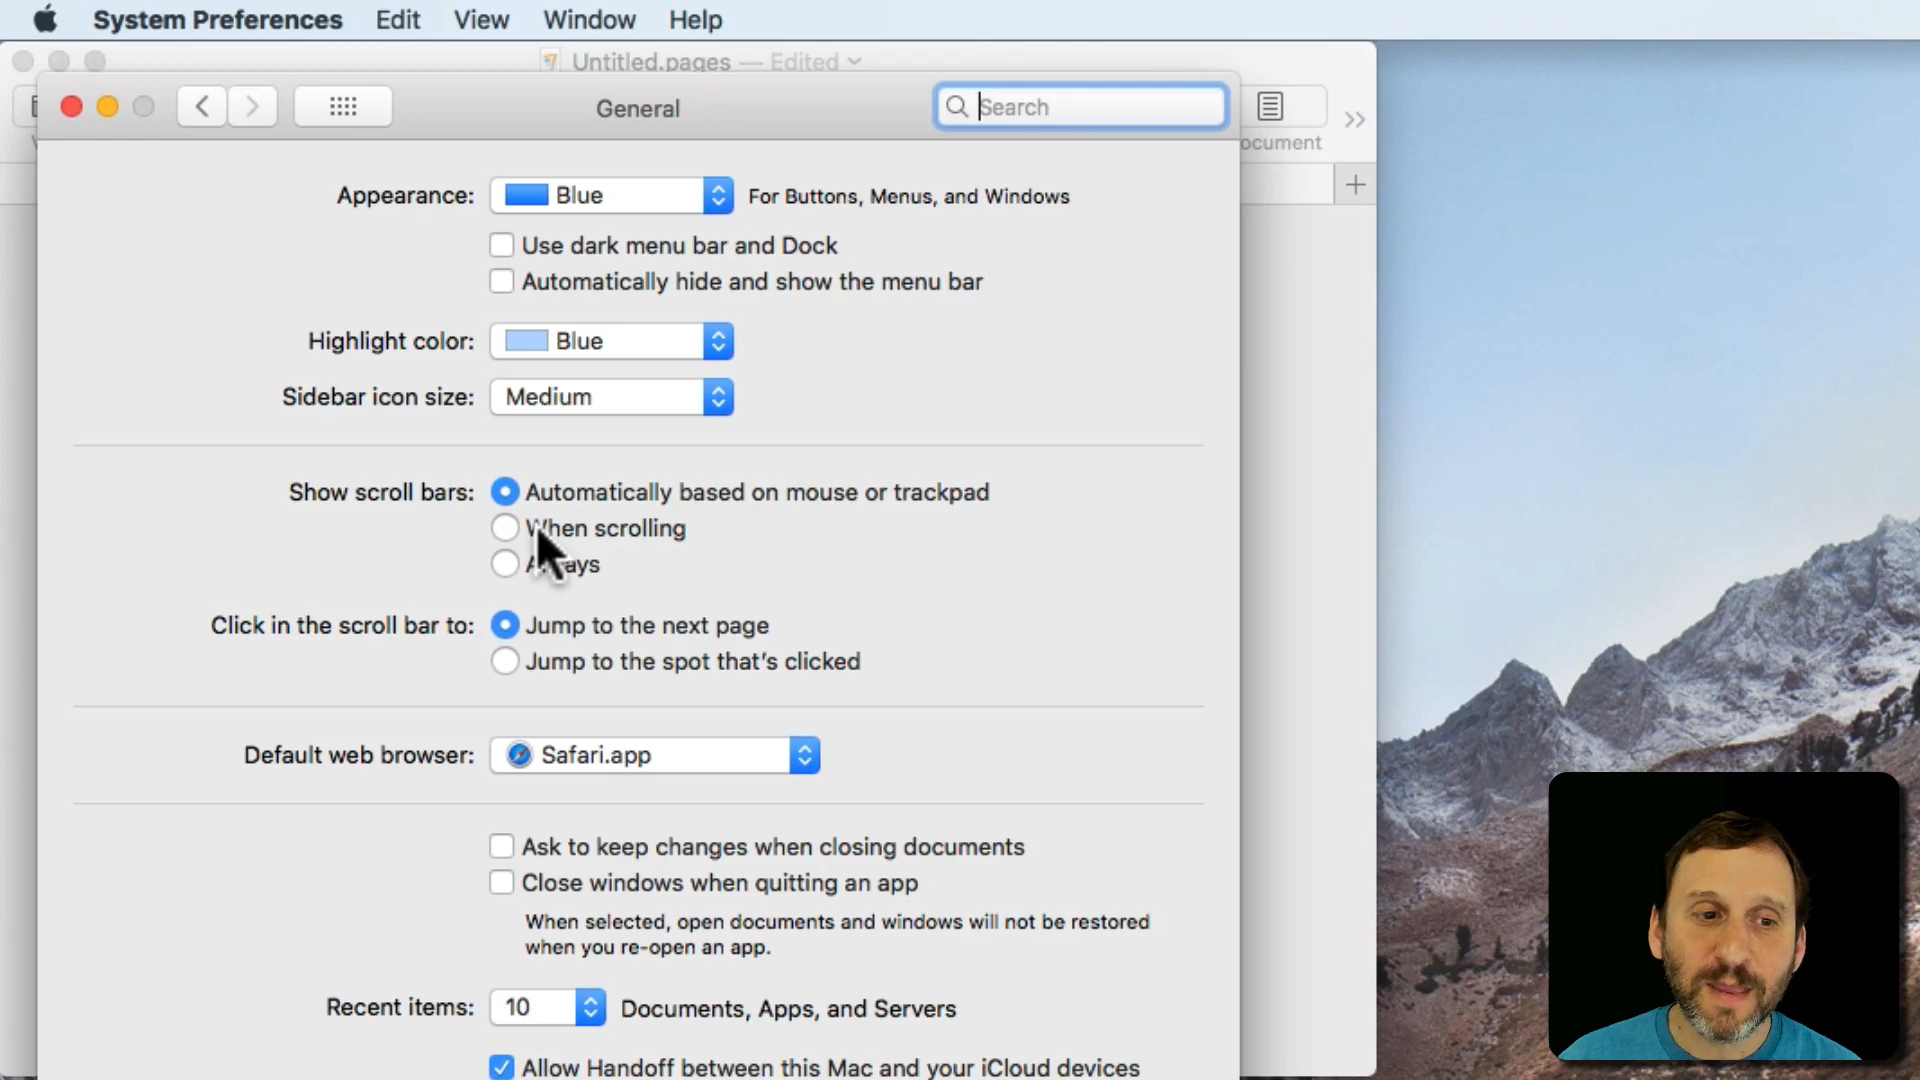 System Preferences Edit View Window Help
Untitled.pages — Edited
General
Search
ocument
Appearance: Blue For Buttons, Menus, and Windows
Use dark menu bar and Dock
Automatically hide and show the menu bar
Highlight color: Blue
Sidebar icon size: Medium
Show scroll bars: Automatically based on mouse or trackpad
When scrolling
Click in the scroll bar to: Jump to the next page
Jump to the spot that's clicked
Default web browser: Safari.app
Ask to keep changes when closing documents
Close windows when quitting an app
When selected, open documents and windows will not be restored
when you re-open an app.
Recent items: 10 Documents, Apps, and Servers
Allow Handoff between this Mac and your iCloud devices